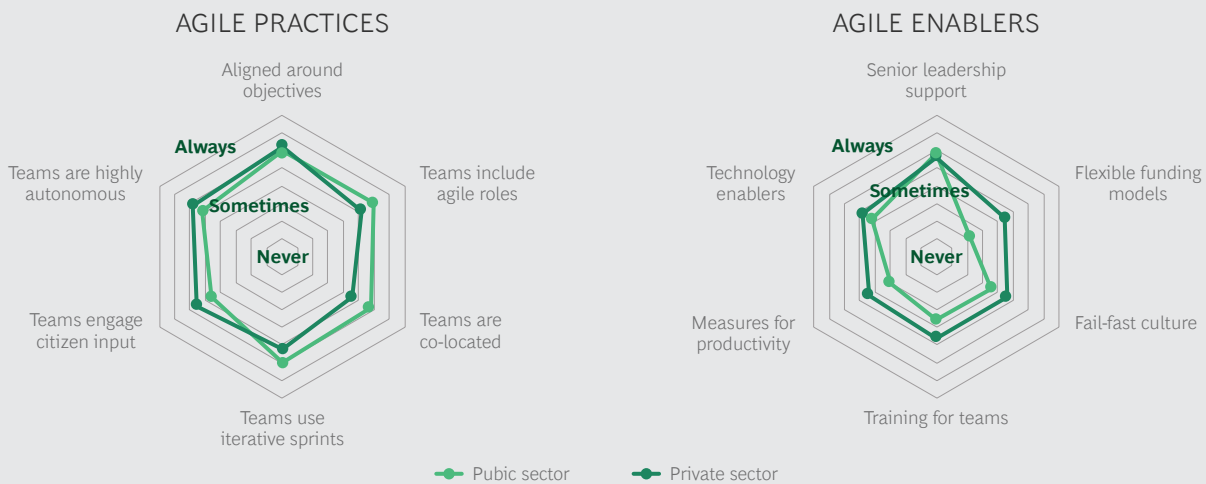 AGILE PRACTICES
Aligned around
objectives
Always
Teams are highly
autonomous
Teams include
agile roles
Sometimes
Never
Teams engage
citizen input
Teams are
co-located
Teams use
iterative sprints
AGILE ENABLERS
Senior leadership
support
Always
Technology
enablers
Flexible funding
models
Sometimes
Never
Measures for
productivity
Fail-fast culture
Training for teams
Pubic sector
Private sector